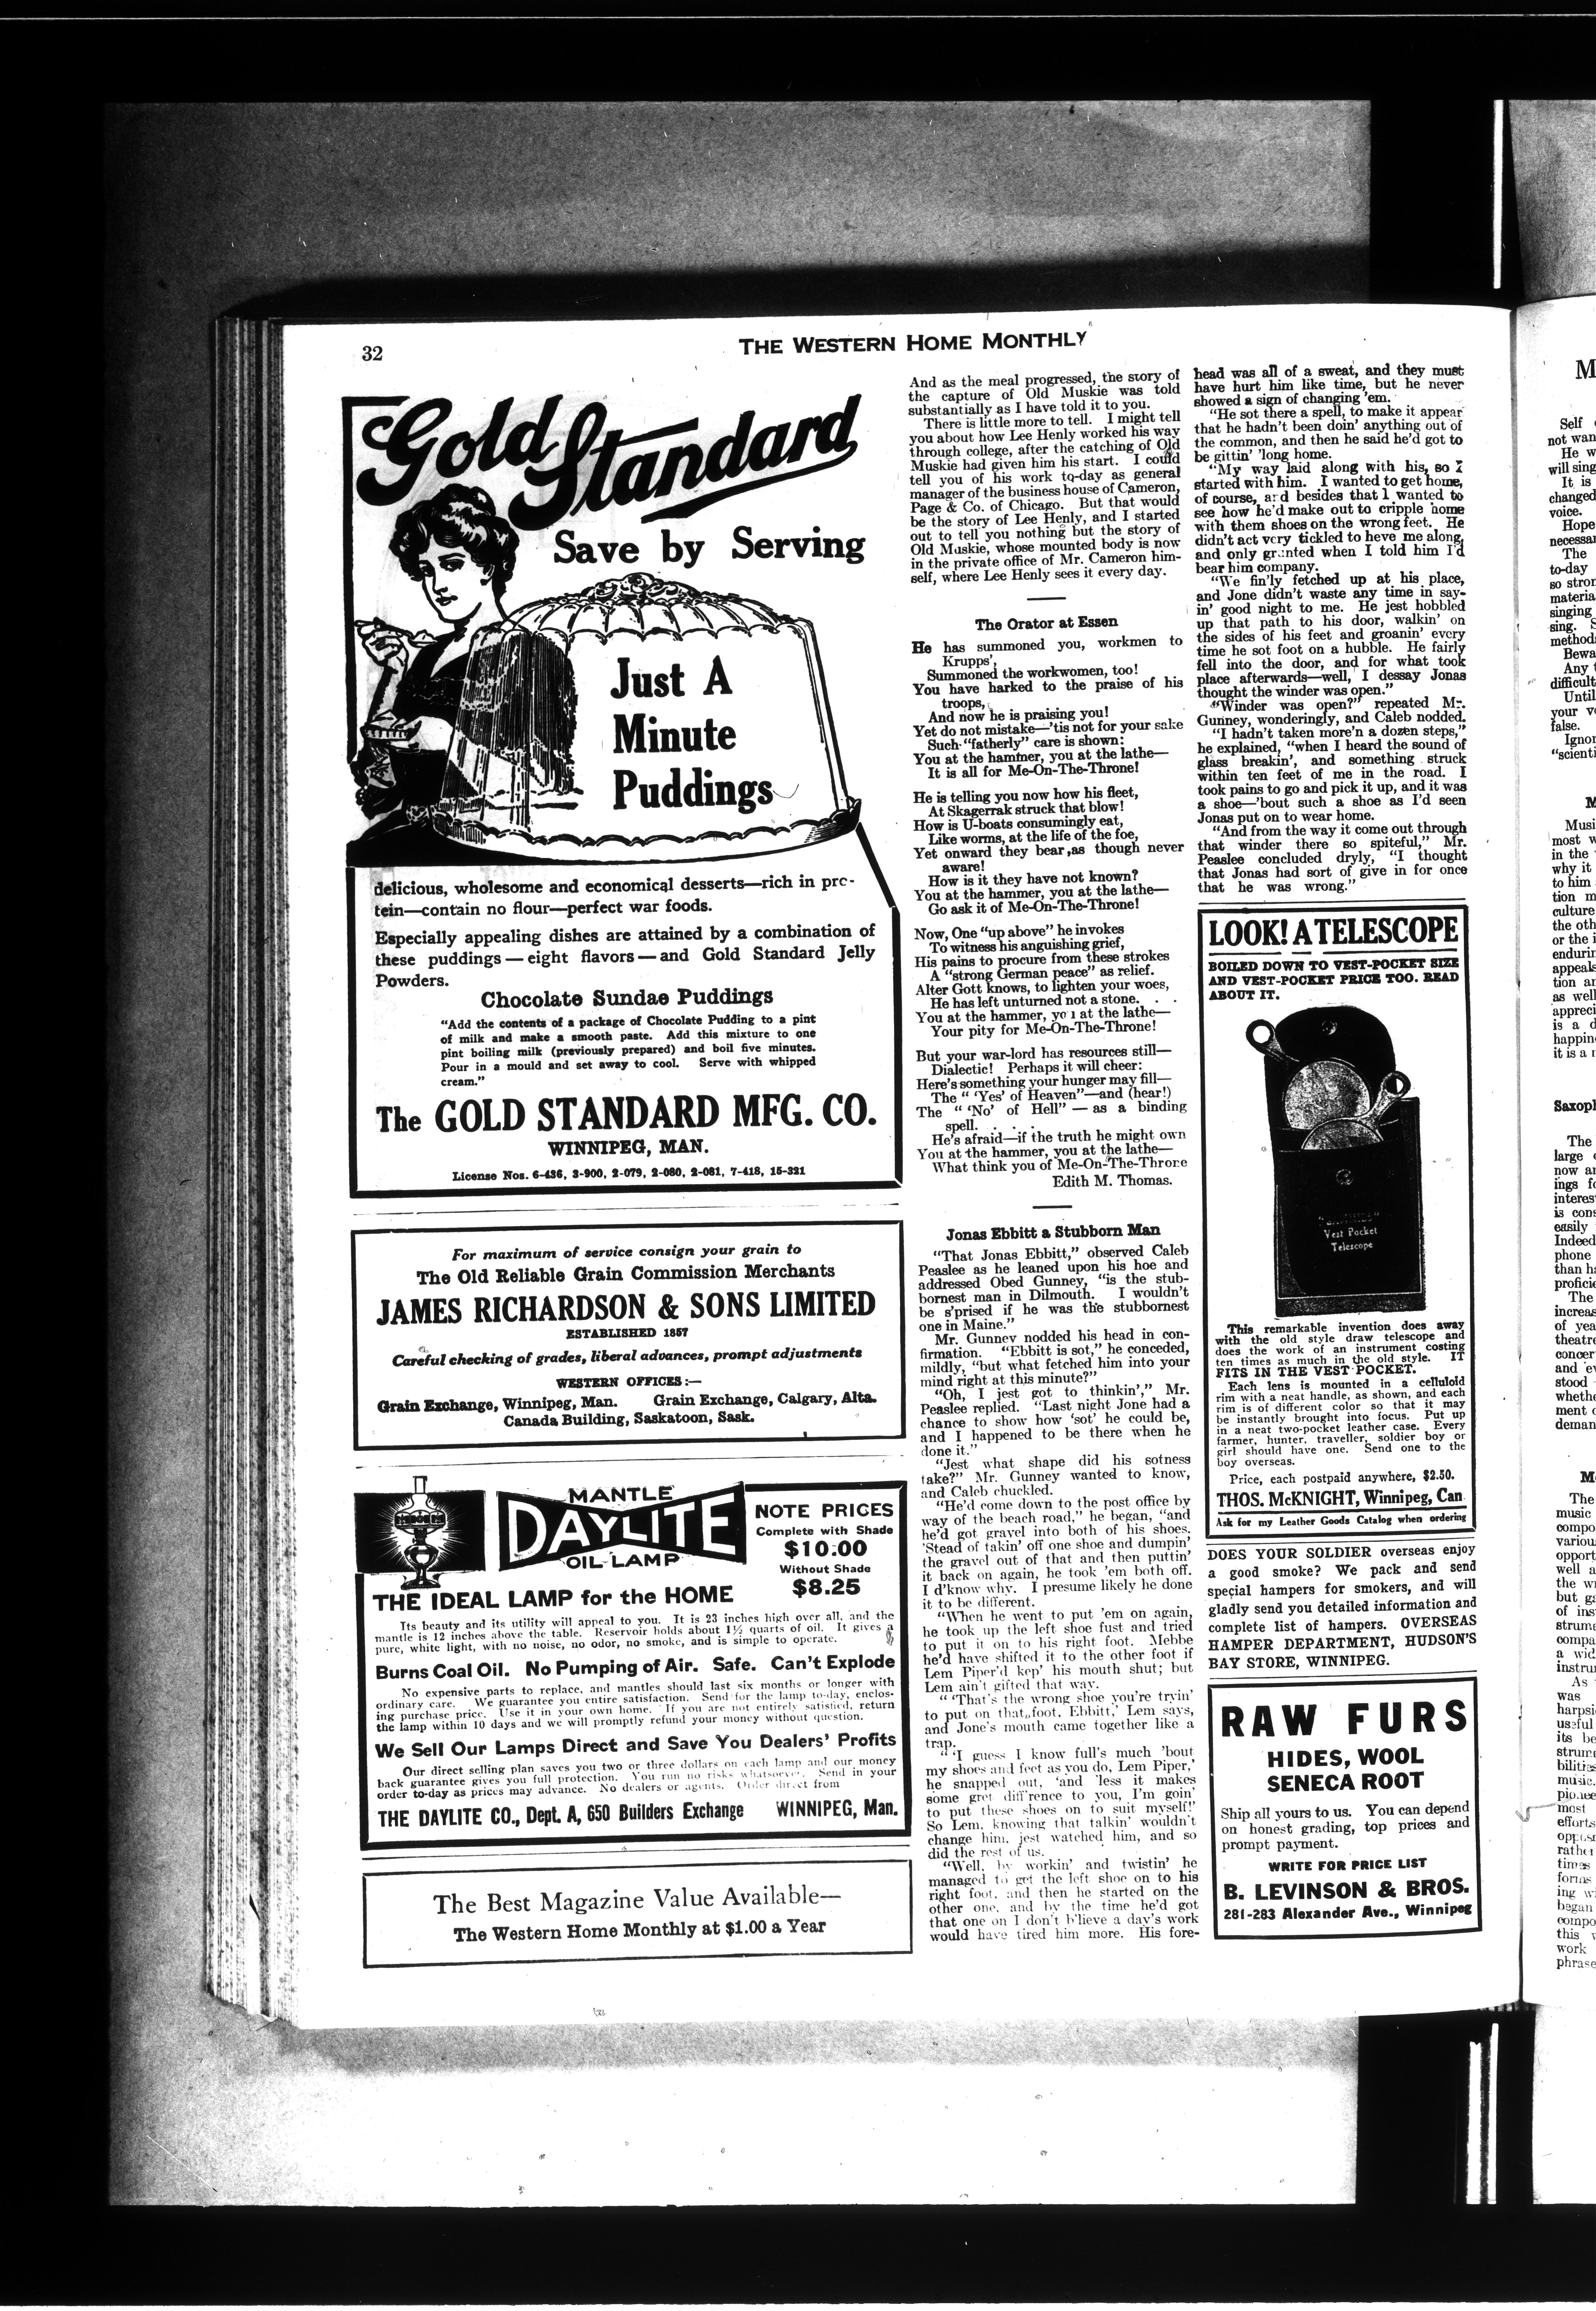 32
THE WESTERN HOME MONTHLY
Gold Standard
Save by Serving
Just A
Minute
Puddings
delicious, wholesome and economical desserts—rich in pro-
tein—contain no flour—perfect war foods.
Especially appealing dishes are attained by a combination of
these puddings — eight flavors — and Gold Standard Jelly
Powders.
Chocolate Sundae Puddings
"Add the contents of a package of Chocolate Pudding to a pint
of milk and make a smooth paste. Add this mixture to one
pint boiling milk (previously prepared) and boil five minutes.
Pour in a mould and set away to cool. Serve with whipped
cream."
The GOLD STANDARD MFG. CO.
WINNIPEG, MAN.
License Nos. 6-436, 3-900, 2-079, 2-080, 2-081, 7-418, 15-321
For maximum of service consign your grain to
The Old Reliable Grain Commission Merchants
JAMES RICHARDSON & SONS LIMITED
ESTABLISHED 1857
Careful checking of grades, liberal advances, prompt adjustments
WESTERN OFFICES:—
Grain Exchange, Winnipeg, Man. Grain Exchange, Calgary, Alta.
Canada Building, Saskatoon, Sask.
MANTLE
DAYLITE
OIL LAMP
NOTE PRICES
Complete with Shade
$10.00
Without Shade
$8.25
THE IDEAL LAMP for the HOME
Its beauty and its utility will appeal to you. It is 23 inches high over all, and the
mantle is 12 inches above the table. Reservoir holds about 1½ quarts of oil. It gives a
pure, white light, with no noise, no odor, no smoke, and is simple to operate.
Burns Coal Oil. No Pumping of Air. Safe. Can't Explode
No expensive parts to replace, and mantles should last six months or longer with
ordinary care. We guarantee you entire satisfaction. Send for the lamp to-day, enclos-
ing purchase price. Use it in your own home. If you are not entirely satisfied, return
the lamp within 10 days and we will promptly refund your money without question.
We Sell Our Lamps Direct and Save You Dealers' Profits
Our direct selling plan saves you two or three dollars on each lamp and our money
back guarantee gives you full protection. You run no risks whatsoever. Send in your
order to-day as prices may advance. No dealers or agents. Order direct from
THE DAYLITE CO., Dept. A, 650 Builders Exchange WINNIPEG, Man.
The Best Magazine Value Available—
The Western Home Monthly at $1.00 a Year
And as the meal progressed, the story of
the capture of Old Muskie was told
substantially as I have told it to you.
There is little more to tell. I might tell
you about how Lee Henly worked his way
through college, after the catching of Old
Muskie had given him his start. I could
tell you of his work to-day as general
manager of the business house of Cameron,
Page & Co. of Chicago. But that would
be the story of Lee Henly, and I started
out to tell you nothing but the story of
Old Muskie, whose mounted body is now
in the private office of Mr. Cameron him-
self, where Lee Henly sees it every day.
The Orator at Essen
He has summoned you, workmen to
Krupps',
Summoned the workwomen, too!
You have harked to the praise of his
troops,
And now he is praising you!
Yet do not mistake—'tis not for your sake
Such "fatherly" care is shown:
You at the hammer, you at the lathe—
It is all for Me-On-The-Throne!
He is telling you now how his fleet,
At Skagerrak struck that blow!
How is U-boats consumingly eat,
Like worms, at the life of the foe,
Yet onward they bear,as though never
aware!
How is it they have not known?
You at the hammer, you at the lathe—
Go ask it of Me-On-The-Throne!
Now, One "up above" he invokes
To witness his anguishing grief,
His pains to procure from these strokes
A "strong German peace" as relief.
Alter Gott knows, to lighten your woes,
He has left unturned not a stone. . .
You at the hammer, you at the lathe—
Your pity for Me-On-The-Throne!
But your war-lord has resources still—
Dialectic! Perhaps it will cheer:
Here's something your hunger may fill—
The " 'Yes' of Heaven"—and (hear!)
The " 'No' of Hell" — as a binding
spell. . . .
He's afraid—if the truth he might own
You at the hammer, you at the lathe—
What think you of Me-On-The-Throne
Edith M. Thomas.
Jonas Ebbitt a Stubborn Man
"That Jonas Ebbitt," observed Caleb
Peaslee as he leaned upon his hoe and
addressed Obed Gunney, "is the stub-
bornest man in Dilmouth. I wouldn't
be s'prised if he was the stubbornest
one in Maine."
Mr. Gunney nodded his head in con-
firmation. "Ebbitt is sot," he conceded,
mildly, "but what fetched him into your
mind right at this minute?"
"Oh, I jest got to thinkin'," Mr.
Peaslee replied. "Last night Jone had a
chance to show how 'sot' he could be,
and I happened to be there when he
done it."
"Jest what shape did his sotness
take?" Mr. Gunney wanted to know,
and Caleb chuckled.
"He'd come down to the post office by
way of the beach road," he began, "and
he'd got gravel into both of his shoes.
'Stead of takin' off one shoe and dumpin'
the gravel out of that and then puttin'
it back on again, he took 'em both off.
I d'know why. I presume likely he done
it to be different.
"When he went to put 'em on again,
he took up the left shoe fust and tried
to put it on to his right foot. Mebbe
he'd have shifted it to the other foot if
Lem Piper'd kep' his mouth shut; but
Lem ain't gifted that way.
" 'That's the wrong shoe you're tryin'
to put on that foot, Ebbitt,' Lem says,
and Jone's mouth came together like a
trap.
" 'I guess I know full's much 'bout
my shoes and feet as you do, Lem Piper,'
he snapped out, 'and 'less it makes
some gret diff'rence to you, I'm goin'
to put these shoes on to suit myself!'
So Lem, knowing that talkin' wouldn't
change him, jest watched him, and so
did the rest of us.
"Well, by workin' and twistin' he
managed to get the left shoe on to his
right foot, and then he started on the
other one, and by the time he'd got
that one on I don't b'lieve a day's work
would have tired him more. His fore-
head was all of a sweat, and they must
have hurt him like time, but he never
showed a sign of changing 'em.
"He sot there a spell, to make it appear
that he hadn't been doin' anything out of
the common, and then he said he'd got to
be gittin' 'long home.
"My way laid along with his, so I
started with him. I wanted to get home,
of course, and besides that I wanted to
see how he'd make out to cripple home
with them shoes on the wrong feet. He
didn't act very tickled to heve me along,
and only grunted when I told him I'd
bear him company.
"We fin'ly fetched up at his place,
and Jone didn't waste any time in say-
in' good night to me. He jest hobbled
up that path to his door, walkin' on
the sides of his feet and groanin' every
time he sot foot on a hubble. He fairly
fell into the door, and for what took
place afterwards—well, I dessay Jonas
thought the winder was open."
"Winder was open?" repeated Mr.
Gunney, wonderingly, and Caleb nodded.
"I hadn't taken more'n a dozen steps,"
he explained, "when I heard the sound of
glass breakin', and something struck
within ten feet of me in the road. I
took pains to go and pick it up, and it was
a shoe—'bout such a shoe as I'd seen
Jonas put on to wear home.
"And from the way it come out through
that winder there so spiteful," Mr.
Peaslee concluded dryly, "I thought
that Jonas had sort of give in for once
that he was wrong."
LOOK! A TELESCOPE
BOILED DOWN TO VEST-POCKET SIZE
AND VEST-POCKET PRICE TOO. READ
ABOUT IT.
Vest Pocket
Telescope
This remarkable invention does away
with the old style draw telescope and
does the work of an instrument costing
ten times as much in the old style. IT
FITS IN THE VEST POCKET.
Each lens is mounted in a celluloid
rim with a neat handle, as shown, and each
rim is of different color so that it may
be instantly brought into focus. Put up
in a neat two-pocket leather case. Every
farmer, hunter, traveller, soldier boy or
girl should have one. Send one to the
boy overseas.
Price, each postpaid anywhere, $2.50.
THOS. McKNIGHT, Winnipeg, Can
Ask for my Leather Goods Catalog when ordering
DOES YOUR SOLDIER overseas enjoy
a good smoke? We pack and send
special hampers for smokers, and will
gladly send you detailed information and
complete list of hampers. OVERSEAS
HAMPER DEPARTMENT, HUDSON'S
BAY STORE, WINNIPEG.
RAW FURS
HIDES, WOOL
SENECA ROOT
Ship all yours to us. You can depend
on honest grading, top prices and
prompt payment.
WRITE FOR PRICE LIST
B. LEVINSON & BROS.
281-283 Alexander Ave., Winnipeg